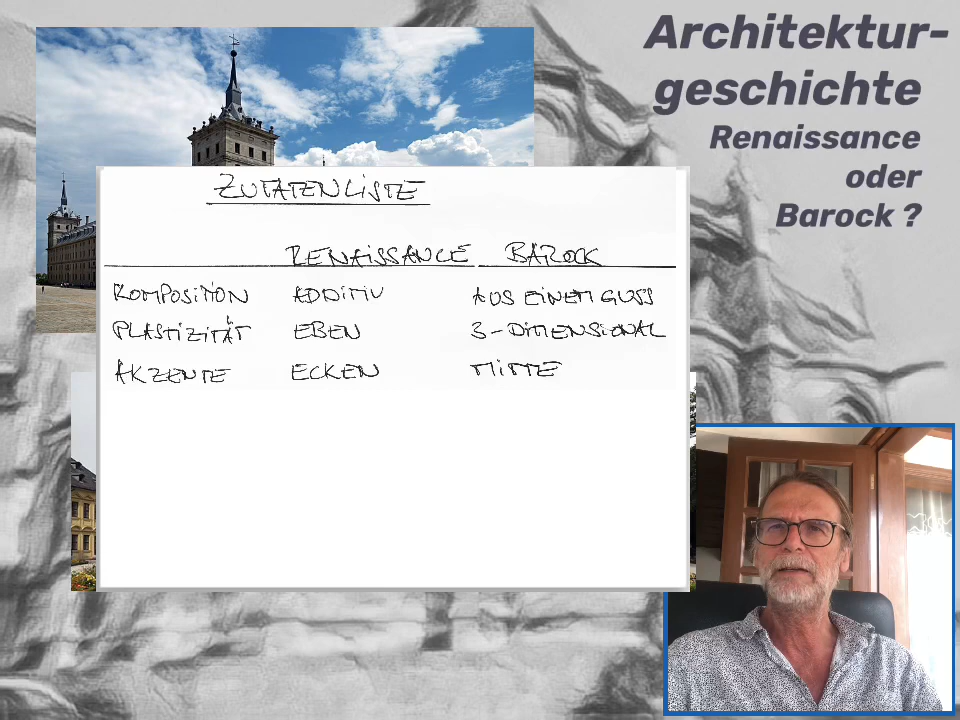 Architektur-
geschichte
Renaissance
oder
Barock ?
ZUTATENLISTE
RENAISSANCE BAROCK
KOMPOSITION ADDITIV AUS EINEM GUSS
PLASTIZITÄT EBEN 3-DIMENSIONAL
AKZENTE ECKEN MITTE